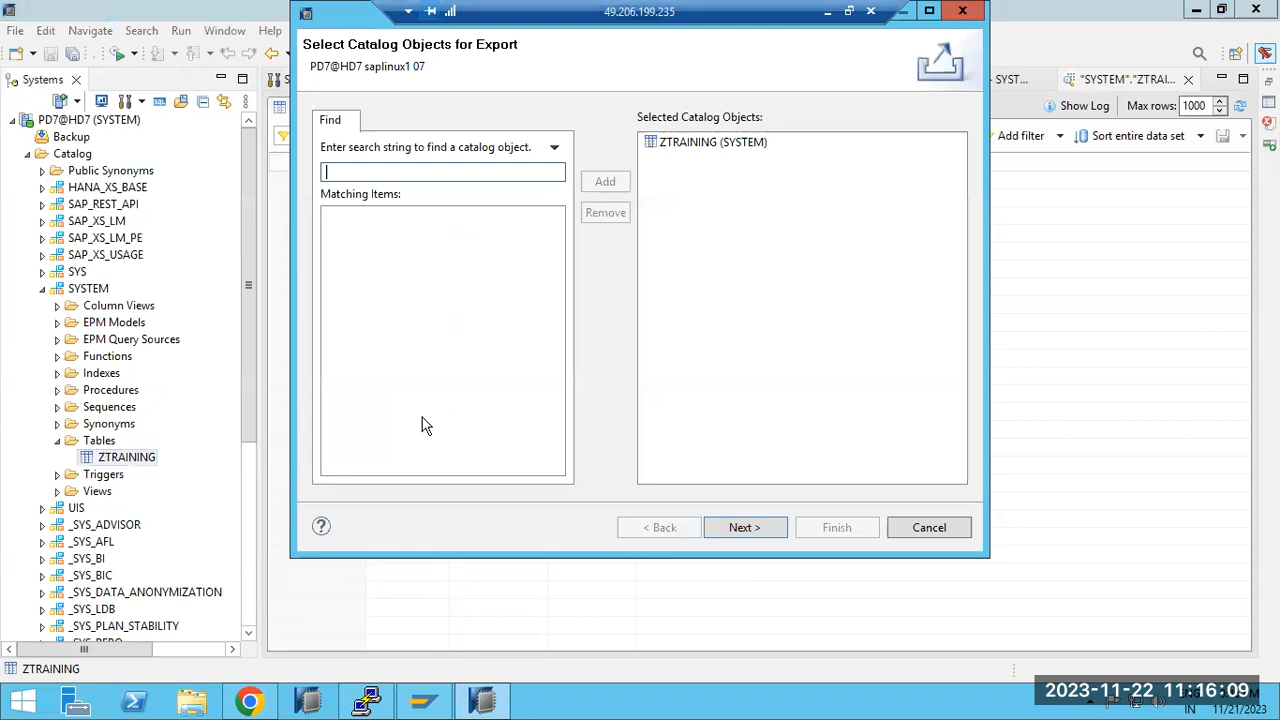 49.206.199.235
File Edit Navigate Search Run Window Help
Select Catalog Objects for Export
PD7@HD7 saplinux1 07
Systems
SYST...
"SYSTEM"."ZTRAI...
Show Log
Max rows: 1000
Add filter
Sort entire data set
PD7@HD7 (SYSTEM)
Backup
Catalog
Public Synonyms
HANA_XS_BASE
SAP_REST_API
SAP_XS_LM
SAP_XS_LM_PE
SAP_XS_USAGE
SYS
SYSTEM
Column Views
EPM Models
EPM Query Sources
Functions
Indexes
Procedures
Sequences
Synonyms
Tables
ZTRAINING
Triggers
Views
UIS
_SYS_ADVISOR
_SYS_AFL
_SYS_BI
_SYS_BIC
_SYS_DATA_ANONYMIZATION
_SYS_LDB
_SYS_PLAN_STABILITY
Find
Enter search string to find a catalog object.
Matching Items:
Add
Remove
Selected Catalog Objects:
ZTRAINING (SYSTEM)
< Back
Next >
Finish
Cancel
ZTRAINING
2023-11-22 11:16:09
IN
11/21/2023